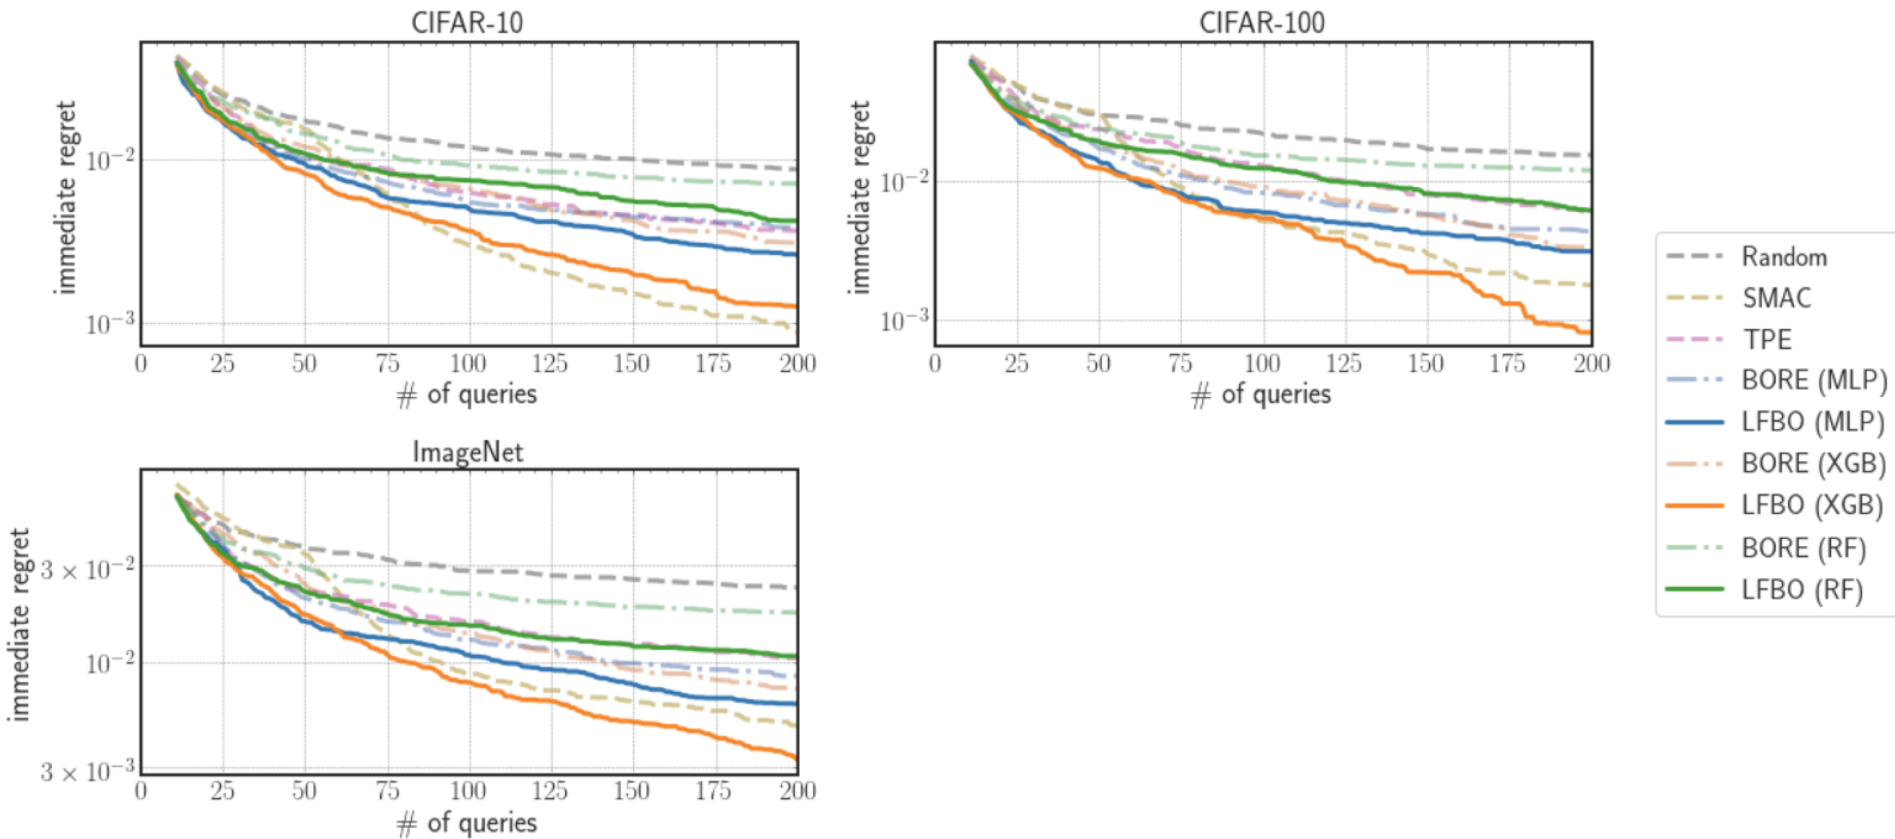 CIFAR-10
immediate regret
10⁻²
10⁻³
0 25 50 75 100 125 150 175 200
# of queries
CIFAR-100
immediate regret
10⁻²
10⁻³
0 25 50 75 100 125 150 175 200
# of queries
ImageNet
immediate regret
3 × 10⁻²
10⁻²
3 × 10⁻³
0 25 50 75 100 125 150 175 200
# of queries
Random
SMAC
TPE
BORE (MLP)
LFBO (MLP)
BORE (XGB)
LFBO (XGB)
BORE (RF)
LFBO (RF)